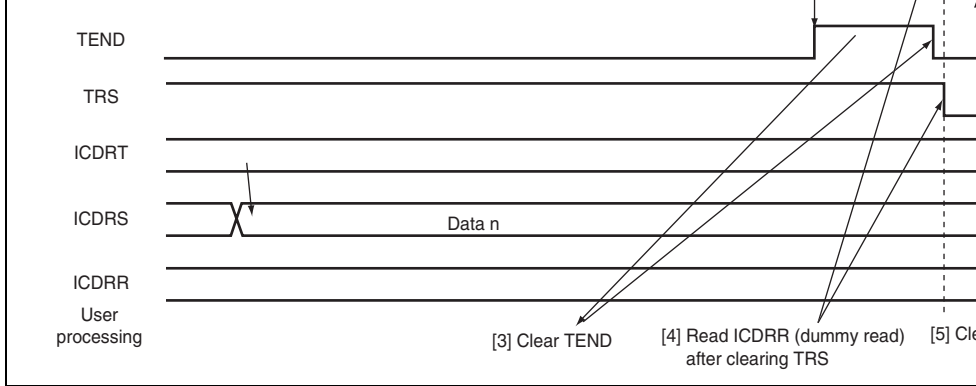 TEND
TRS
ICDRT
ICDRS
Data n
ICDRR
User
processing
[3] Clear TEND
[4] Read ICDRR (dummy read)
after clearing TRS
[5]